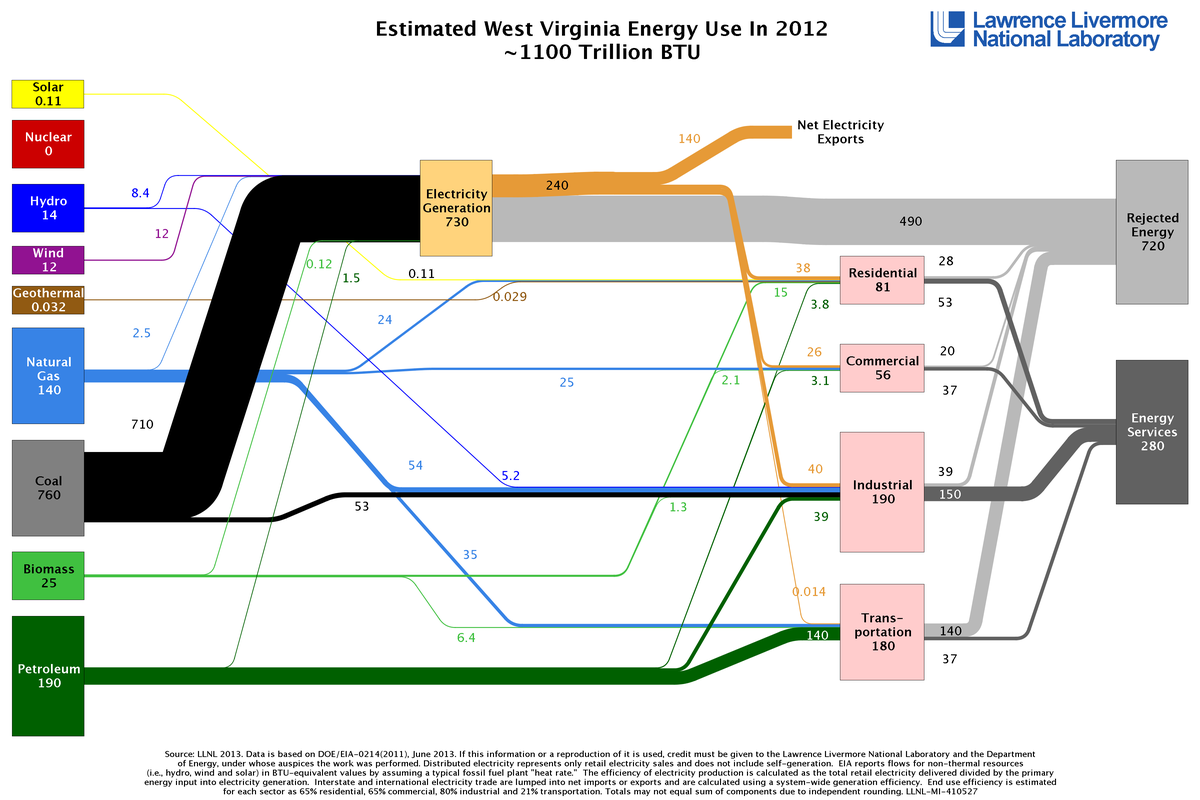 Estimated West Virginia Energy Use In 2012
~1100 Trillion BTU
Lawrence Livermore
National Laboratory
Solar
0.11
Nuclear
0
Hydro
14
Wind
12
Geothermal
0.032
Natural
Gas
140
Coal
760
Biomass
25
Petroleum
190
8.4
12
2.5
710
0.12
1.5
0.11
0.029
24
25
54
5.2
53
35
6.4
Electricity
Generation
730
240
140
Net Electricity
Exports
490
38
15
3.8
26
2.1
3.1
40
1.3
39
0.014
140
Residential
81
Commercial
56
Industrial
190
Trans-
portation
180
28
53
20
37
39
150
140
37
Rejected
Energy
720
Energy
Services
280
Source: LLNL 2013. Data is based on DOE/EIA-0214(2011), June 2013. If this information or a reproduction of it is used, credit must be given to the Lawrence Livermore National Laboratory and the Department
of Energy, under whose auspices the work was performed. Distributed electricity represents only retail electricity sales and does not include self-generation. EIA reports flows for non-thermal resources
(i.e., hydro, wind and solar) in BTU-equivalent values by assuming a typical fossil fuel plant "heat rate." The efficiency of electricity production is calculated as the total retail electricity delivered divided by the primary
energy input into electricity generation. Interstate and international electricity trade are lumped into net imports or exports and are calculated using a system-wide generation efficiency. End use efficiency is estimated
for each sector as 65% residential, 65% commercial, 80% industrial and 21% transportation. Totals may not equal sum of components due to independent rounding. LLNL-MI-410527